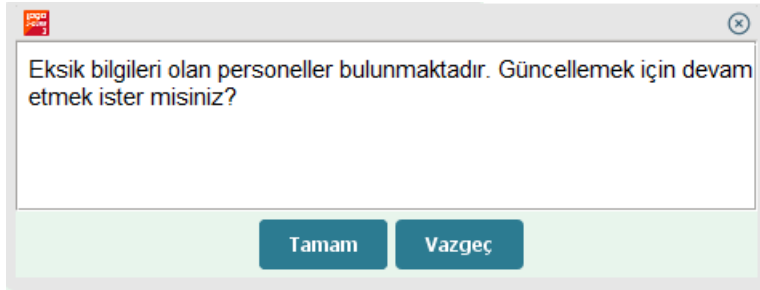 Eksik bilgileri olan personeller bulunmaktadır. Güncellemek için devam
etmek ister misiniz?
Tamam
Vazgeç